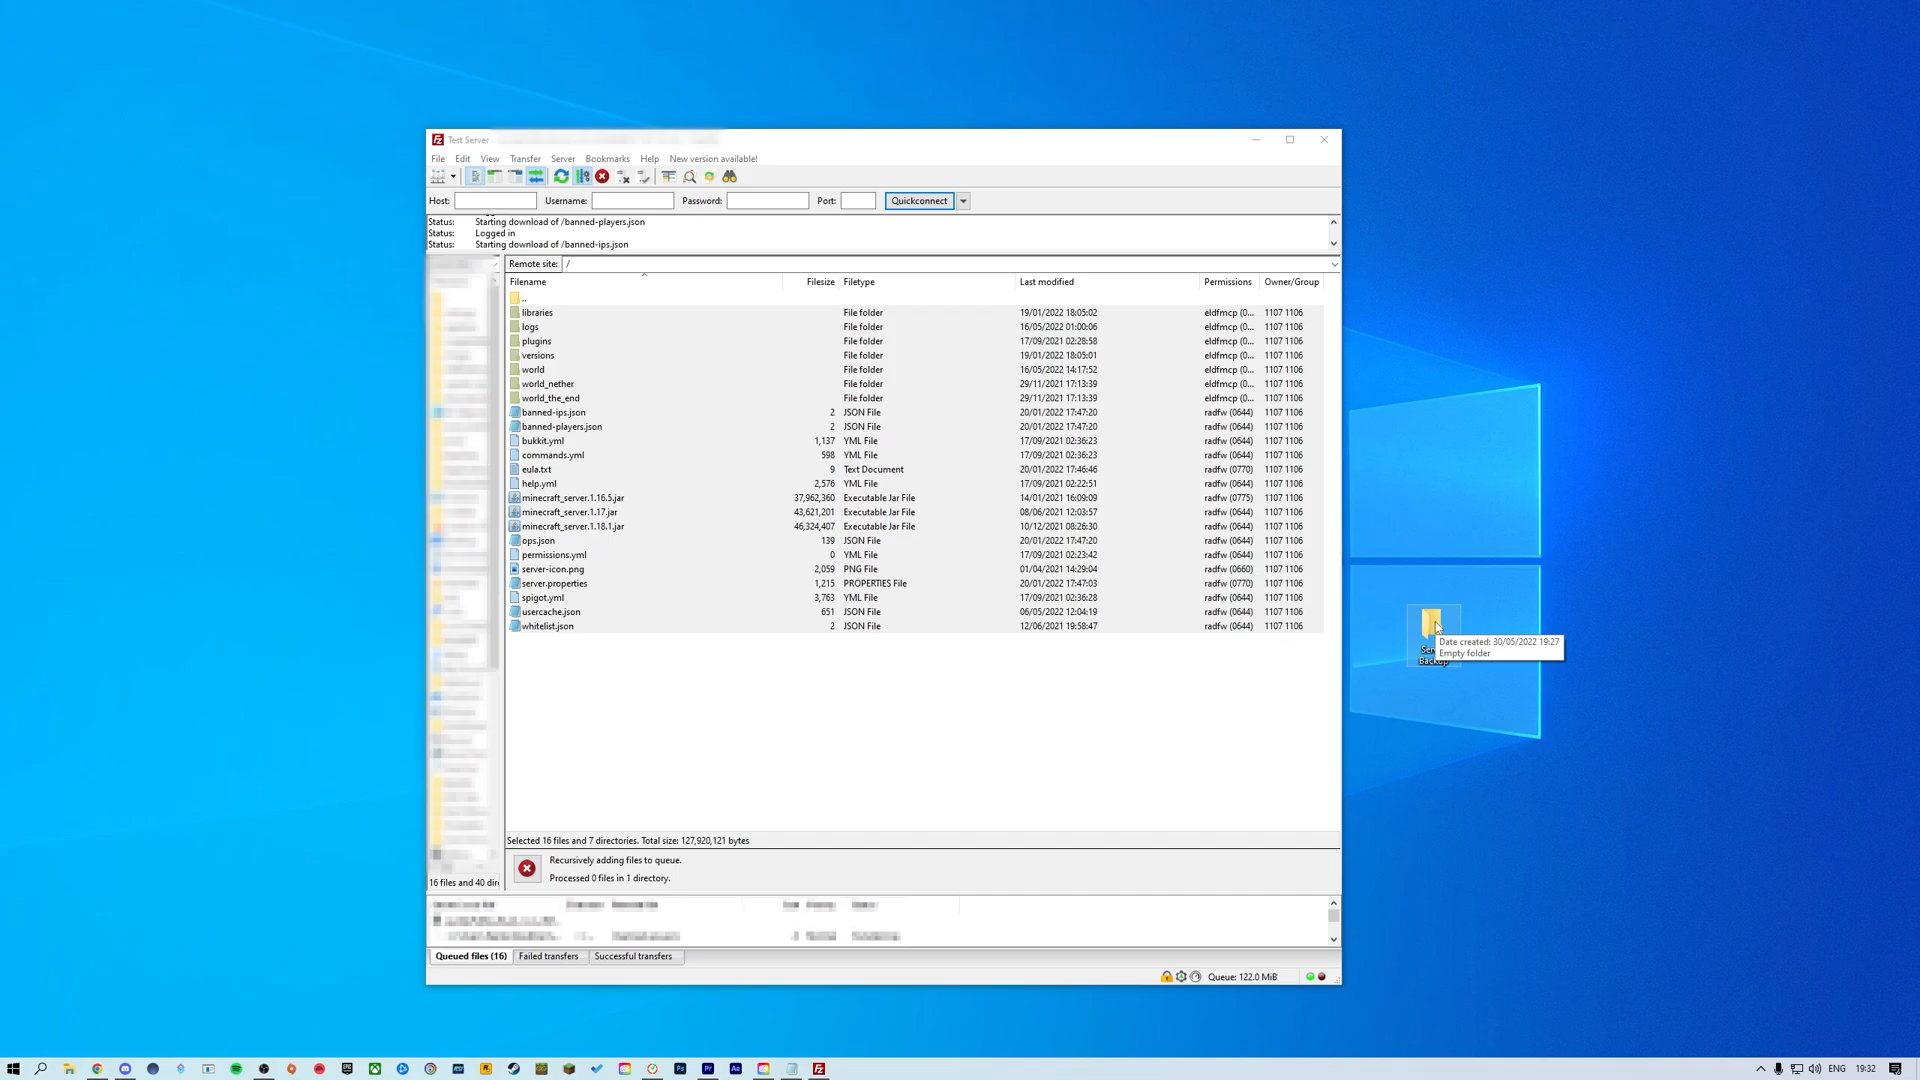 Test Server
File Edit View Transfer Server Bookmarks Help New version available!
Host: Username: Password: Port: Quickconnect
Status: Starting download of /banned-players.json
Status: Logged in
Status: Starting download of /banned-ips.json
Remote site: /
Filename Filesize Filetype Last modified Permissions Owner/Group
..
libraries File folder 19/01/2022 18:05:02 eldfmcp (0... 1107 1106
logs File folder 16/05/2022 01:00:06 eldfmcp (0... 1107 1106
plugins File folder 17/09/2021 02:28:58 eldfmcp (0... 1107 1106
versions File folder 19/01/2022 18:05:01 eldfmcp (0... 1107 1106
world File folder 16/05/2022 14:17:52 eldfmcp (0... 1107 1106
world_nether File folder 29/11/2021 17:13:39 eldfmcp (0... 1107 1106
world_the_end File folder 29/11/2021 17:13:39 eldfmcp (0... 1107 1106
banned-ips.json 2 JSON File 20/01/2022 17:47:20 radfw (0644) 1107 1106
banned-players.json 2 JSON File 20/01/2022 17:47:20 radfw (0644) 1107 1106
bukkit.yml 1,137 YML File 17/09/2021 02:36:23 radfw (0644) 1107 1106
commands.yml 598 YML File 17/09/2021 02:36:23 radfw (0644) 1107 1106
eula.txt 9 Text Document 20/01/2022 17:46:46 radfw (0770) 1107 1106
help.yml 2,576 YML File 17/09/2021 02:22:51 radfw (0644) 1107 1106
minecraft_server.1.16.5.jar 37,962,360 Executable Jar File 14/01/2021 16:09:09 radfw (0775) 1107 1106
minecraft_server.1.17.jar 43,621,201 Executable Jar File 08/06/2021 12:03:57 radfw (0644) 1107 1106
minecraft_server.1.18.1.jar 46,324,407 Executable Jar File 10/12/2021 08:26:30 radfw (0644) 1107 1106
ops.json 139 JSON File 20/01/2022 17:47:20 radfw (0644) 1107 1106
permissions.yml 0 YML File 17/09/2021 02:23:42 radfw (0644) 1107 1106
server-icon.png 2,059 PNG File 01/04/2021 14:29:04 radfw (0660) 1107 1106
server.properties 1,215 PROPERTIES File 20/01/2022 17:47:03 radfw (0770) 1107 1106
spigot.yml 3,763 YML File 17/09/2021 02:36:28 radfw (0644) 1107 1106
usercache.json 651 JSON File 06/05/2022 12:04:19 radfw (0644) 1107 1106
whitelist.json 2 JSON File 12/06/2021 19:58:47 radfw (0644) 1107 1106
Date created: 30/05/2022 19:27
Empty folder
Backup
Selected 16 files and 7 directories. Total size: 127,920,121 bytes
Recursively adding files to queue.
Processed 0 files in 1 directory.
16 files and 40 dir
Queued files (16) Failed transfers Successful transfers
Queue: 122.0 MiB
ENG 19:32